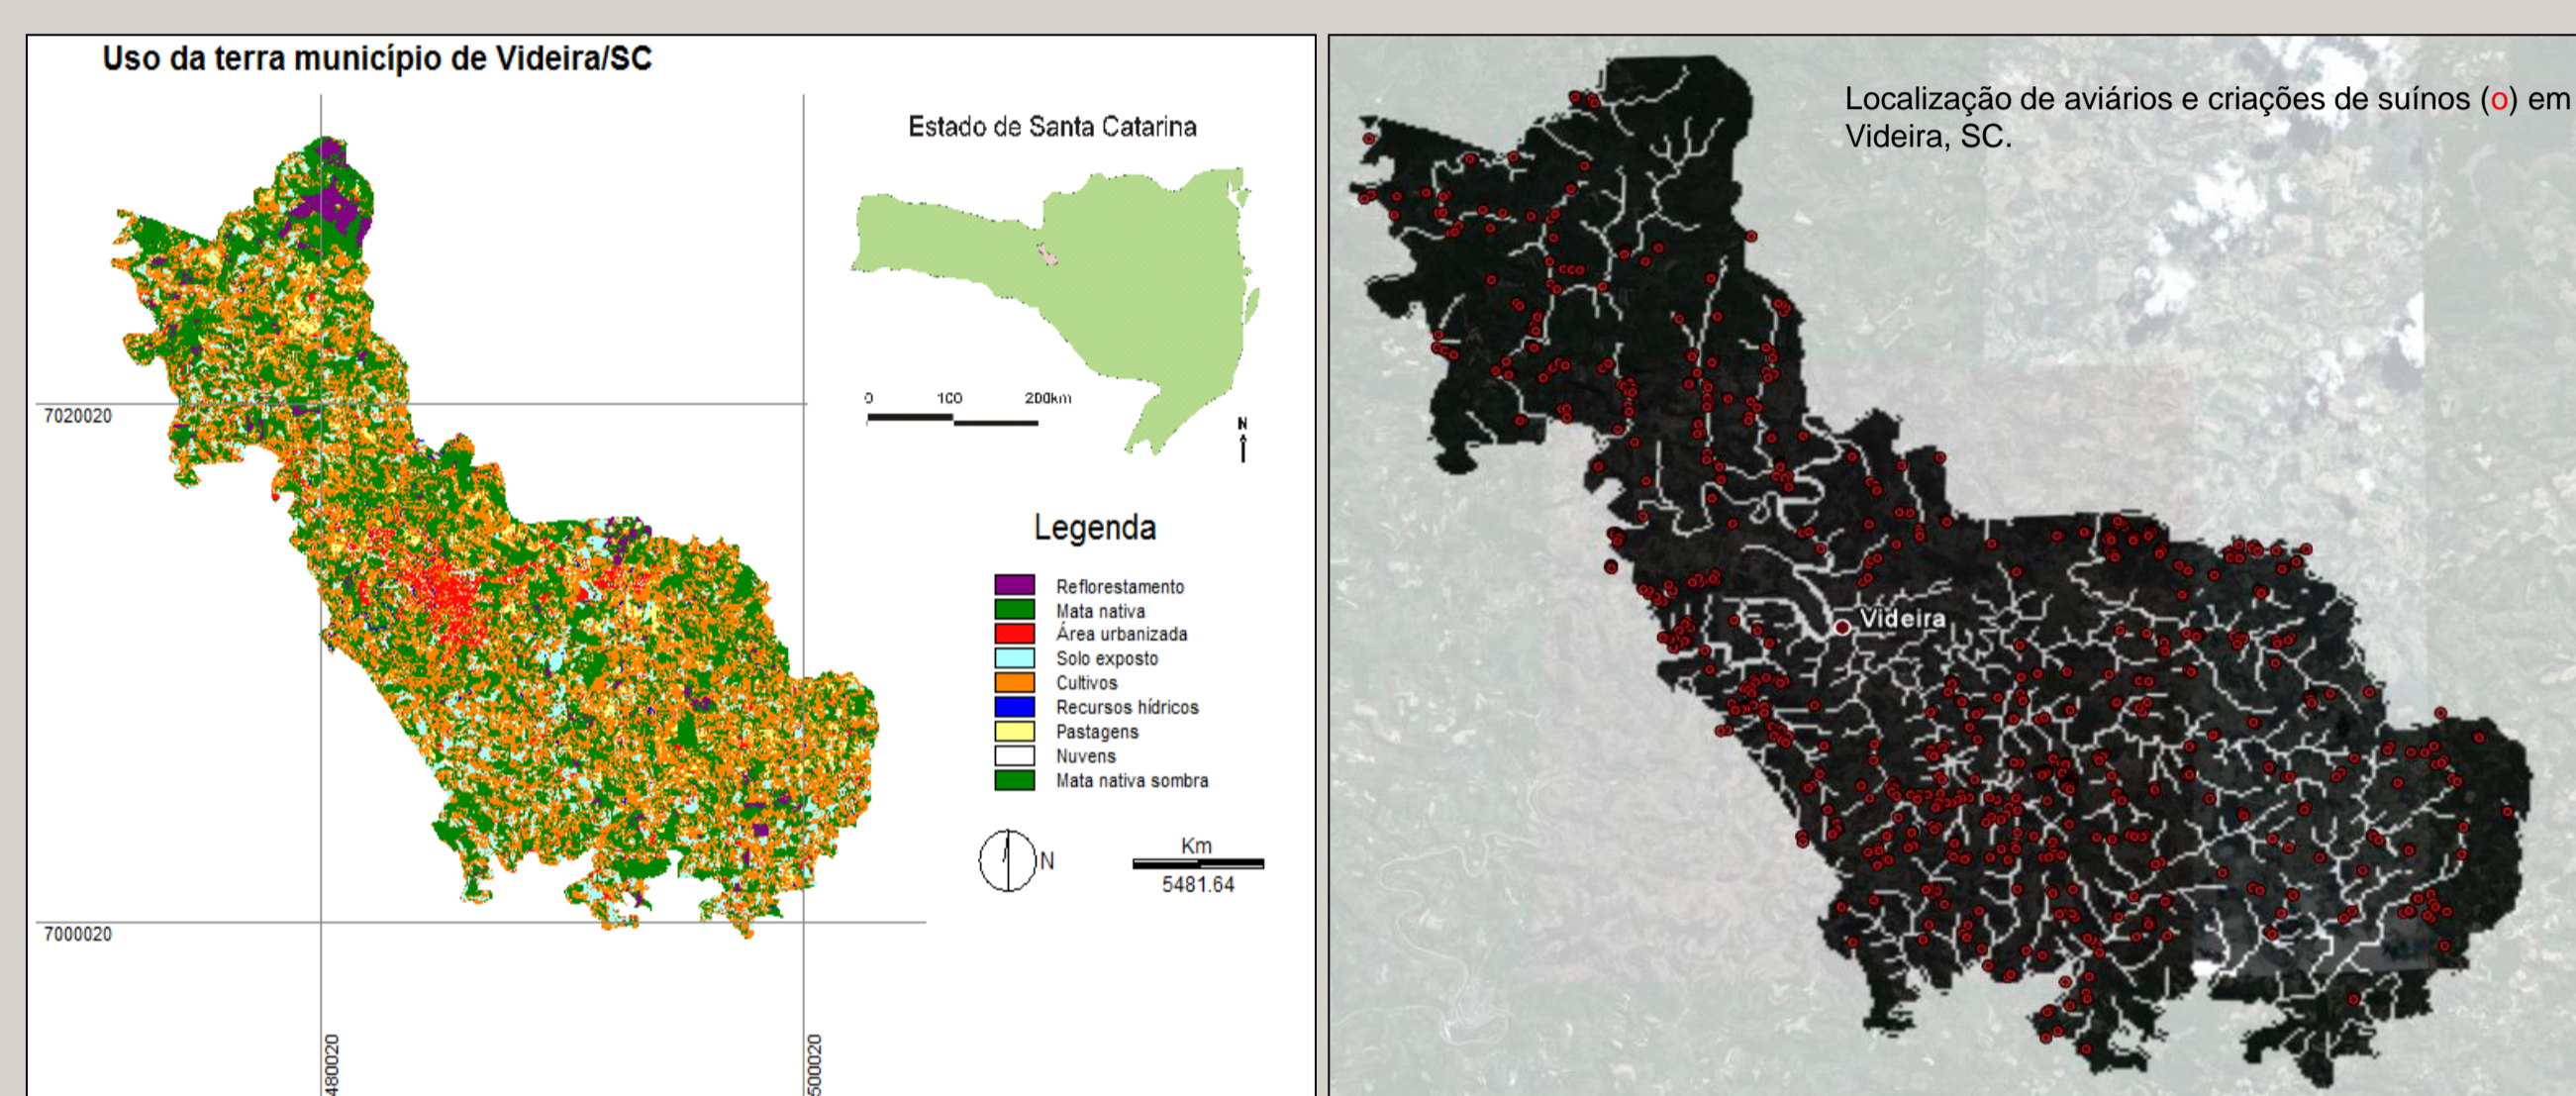 Uso da terra município de Videira/SC
Estado de Santa Catarina
0 100 200km
N
7020020
Legenda
Reflorestamento
Mata nativa
Área urbanizada
Solo exposto
Cultivos
Recursos hídricos
Pastagens
Nuvens
Mata nativa sombra
N
Km
5481.64
7000020
480020
500020
Localização de aviários e criações de suínos (o) em
Videira, SC.
Videira